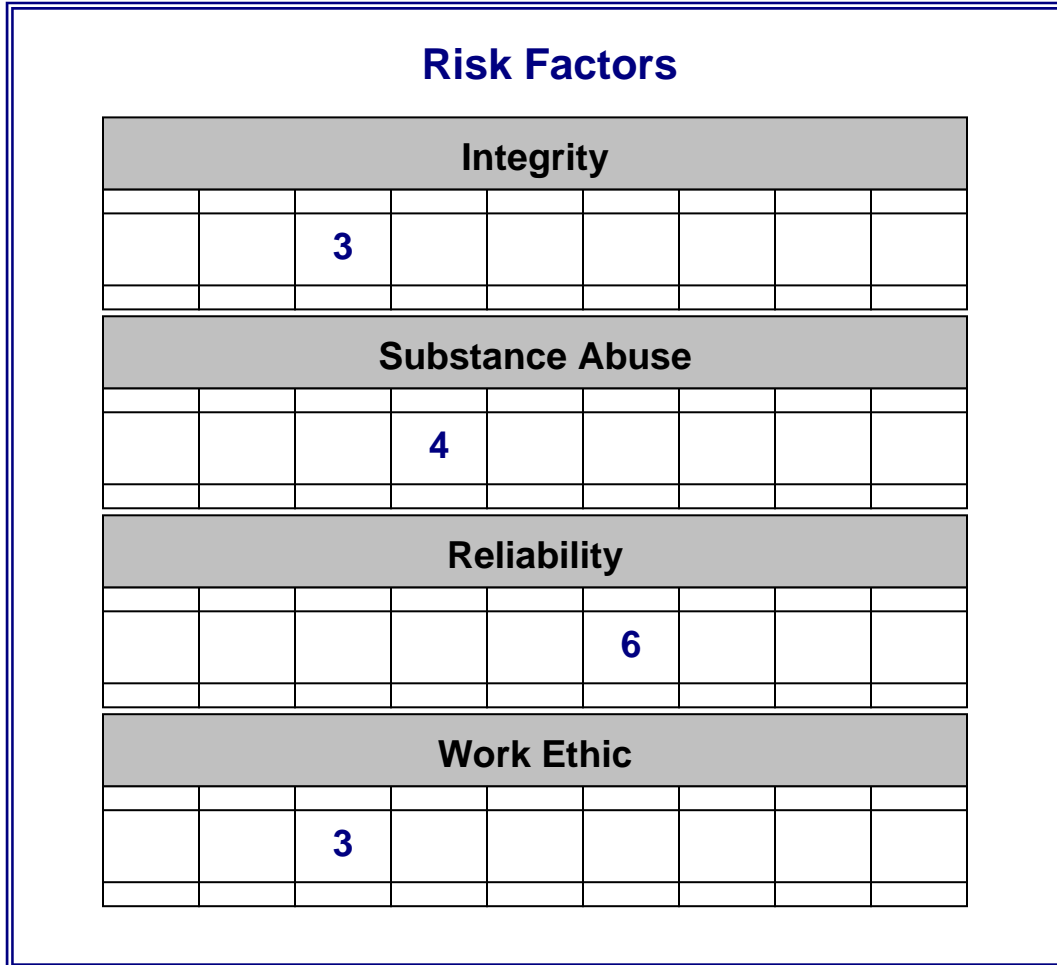 Risk Factors
Integrity
3
Substance Abuse
4
Reliability
6
Work Ethic
3